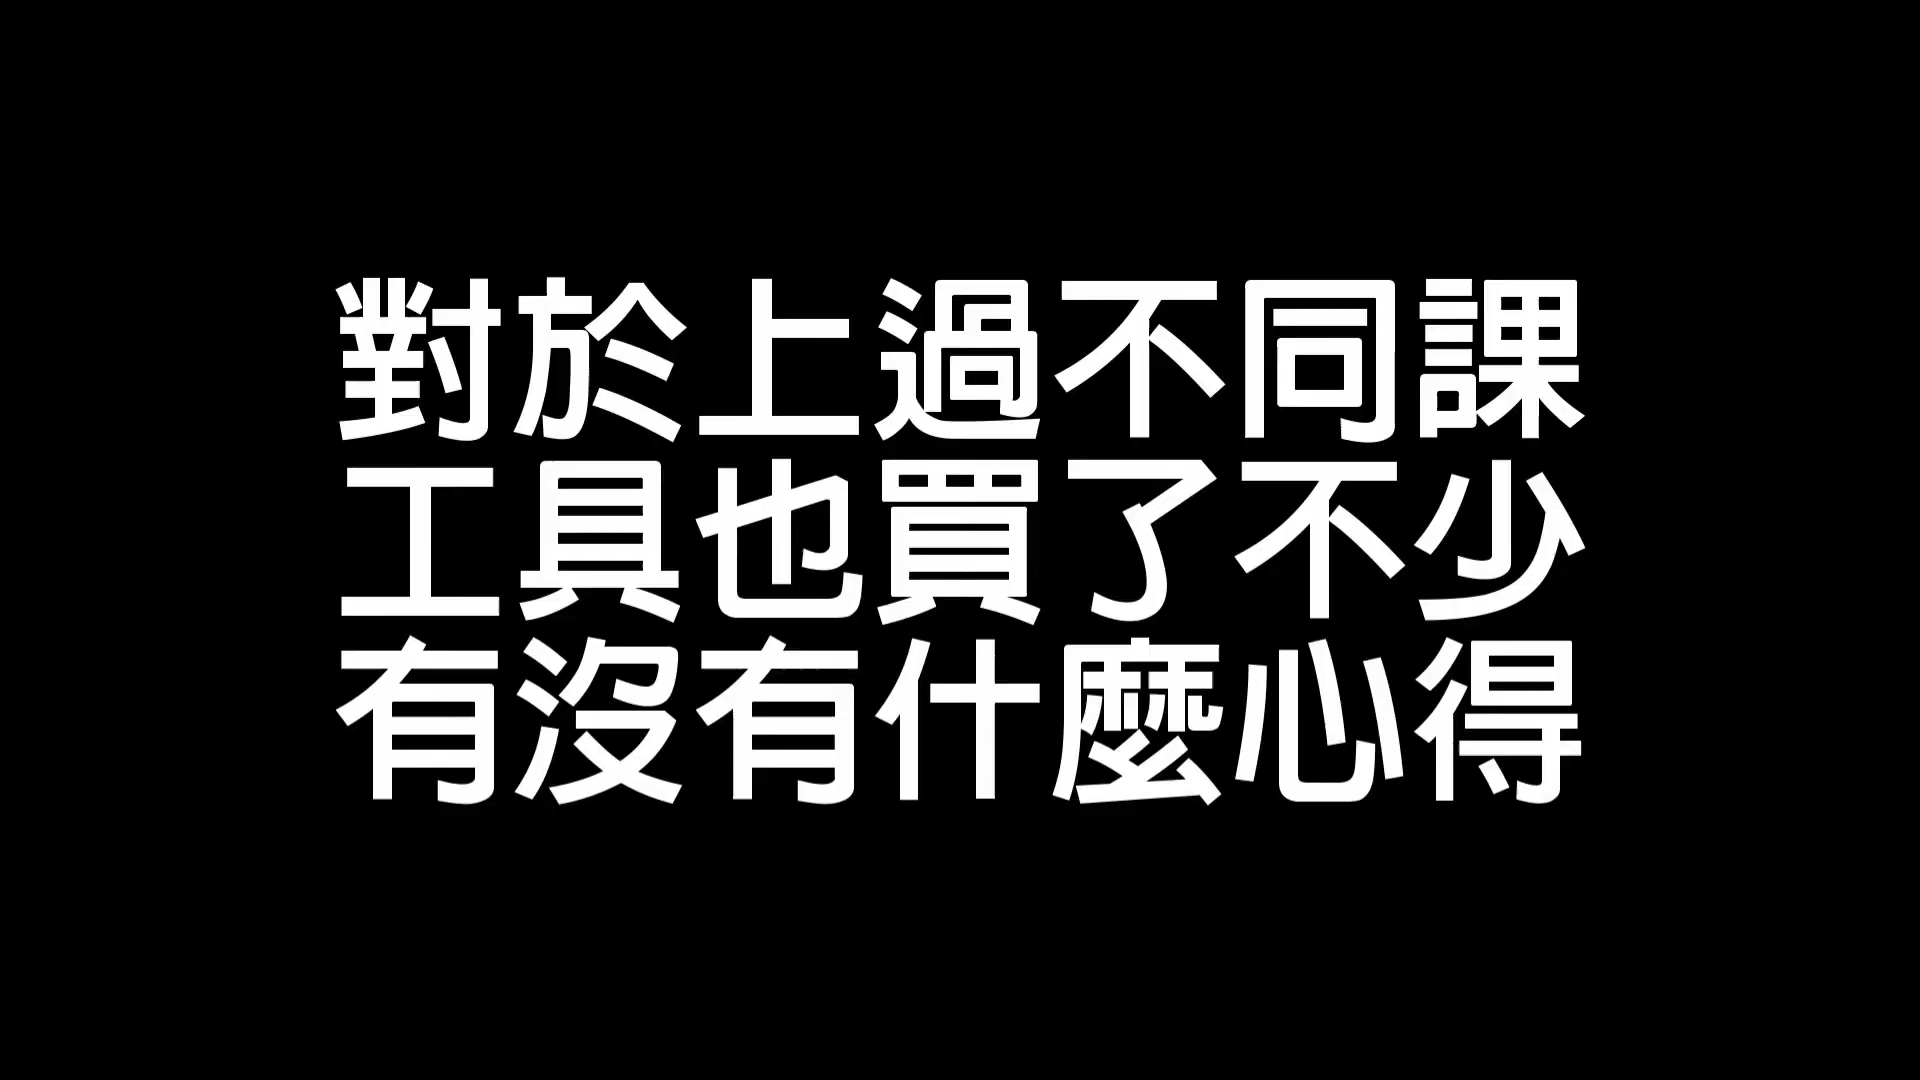 對於上過不同課
工具也買了不少
有沒有什麼心得